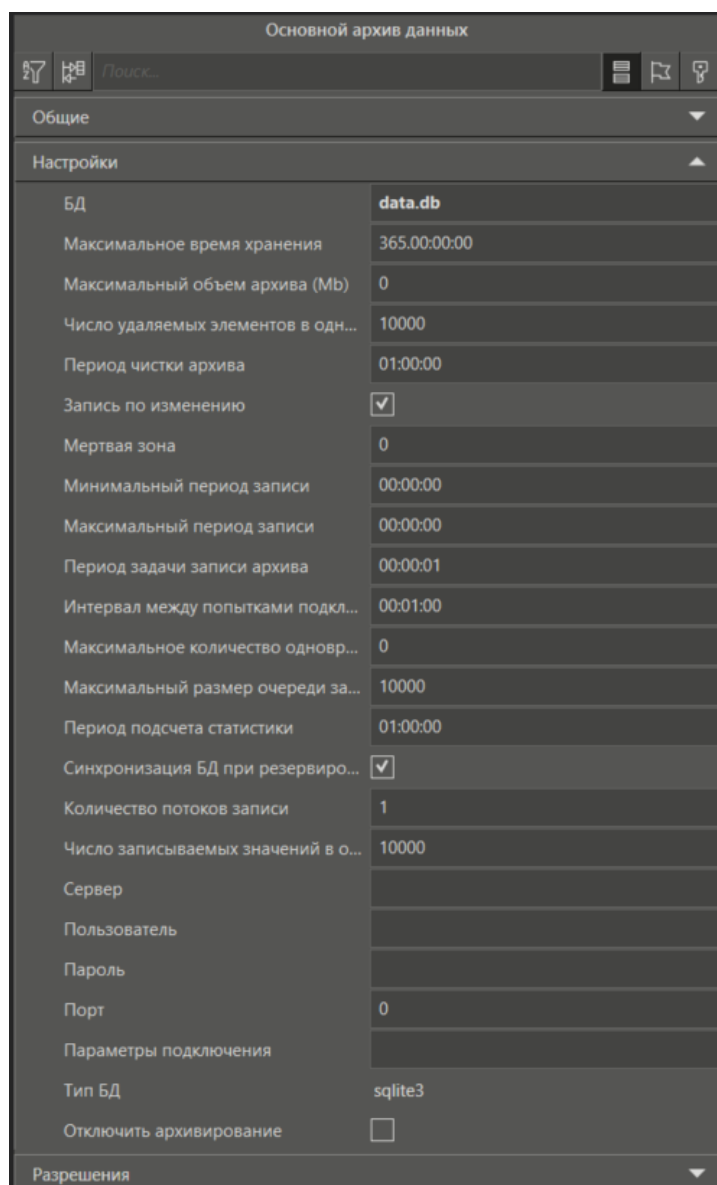 Основной архив данных
Поиск...
Общие
Настройки
БД data.db
Максимальное время хранения 365.00:00:00
Максимальный объем архива (Mb) 0
Число удаляемых элементов в одн... 10000
Период чистки архива 01:00:00
Запись по изменению
Мертвая зона 0
Минимальный период записи 00:00:00
Максимальный период записи 00:00:00
Период задачи записи архива 00:00:01
Интервал между попытками подкл... 00:01:00
Максимальное количество одновр... 0
Максимальный размер очереди за... 10000
Период подсчета статистики 01:00:00
Синхронизация БД при резервиро...
Количество потоков записи 1
Число записываемых значений в о... 10000
Сервер
Пользователь
Пароль
Порт 0
Параметры подключения
Тип БД sqlite3
Отключить архивирование
Разрешения